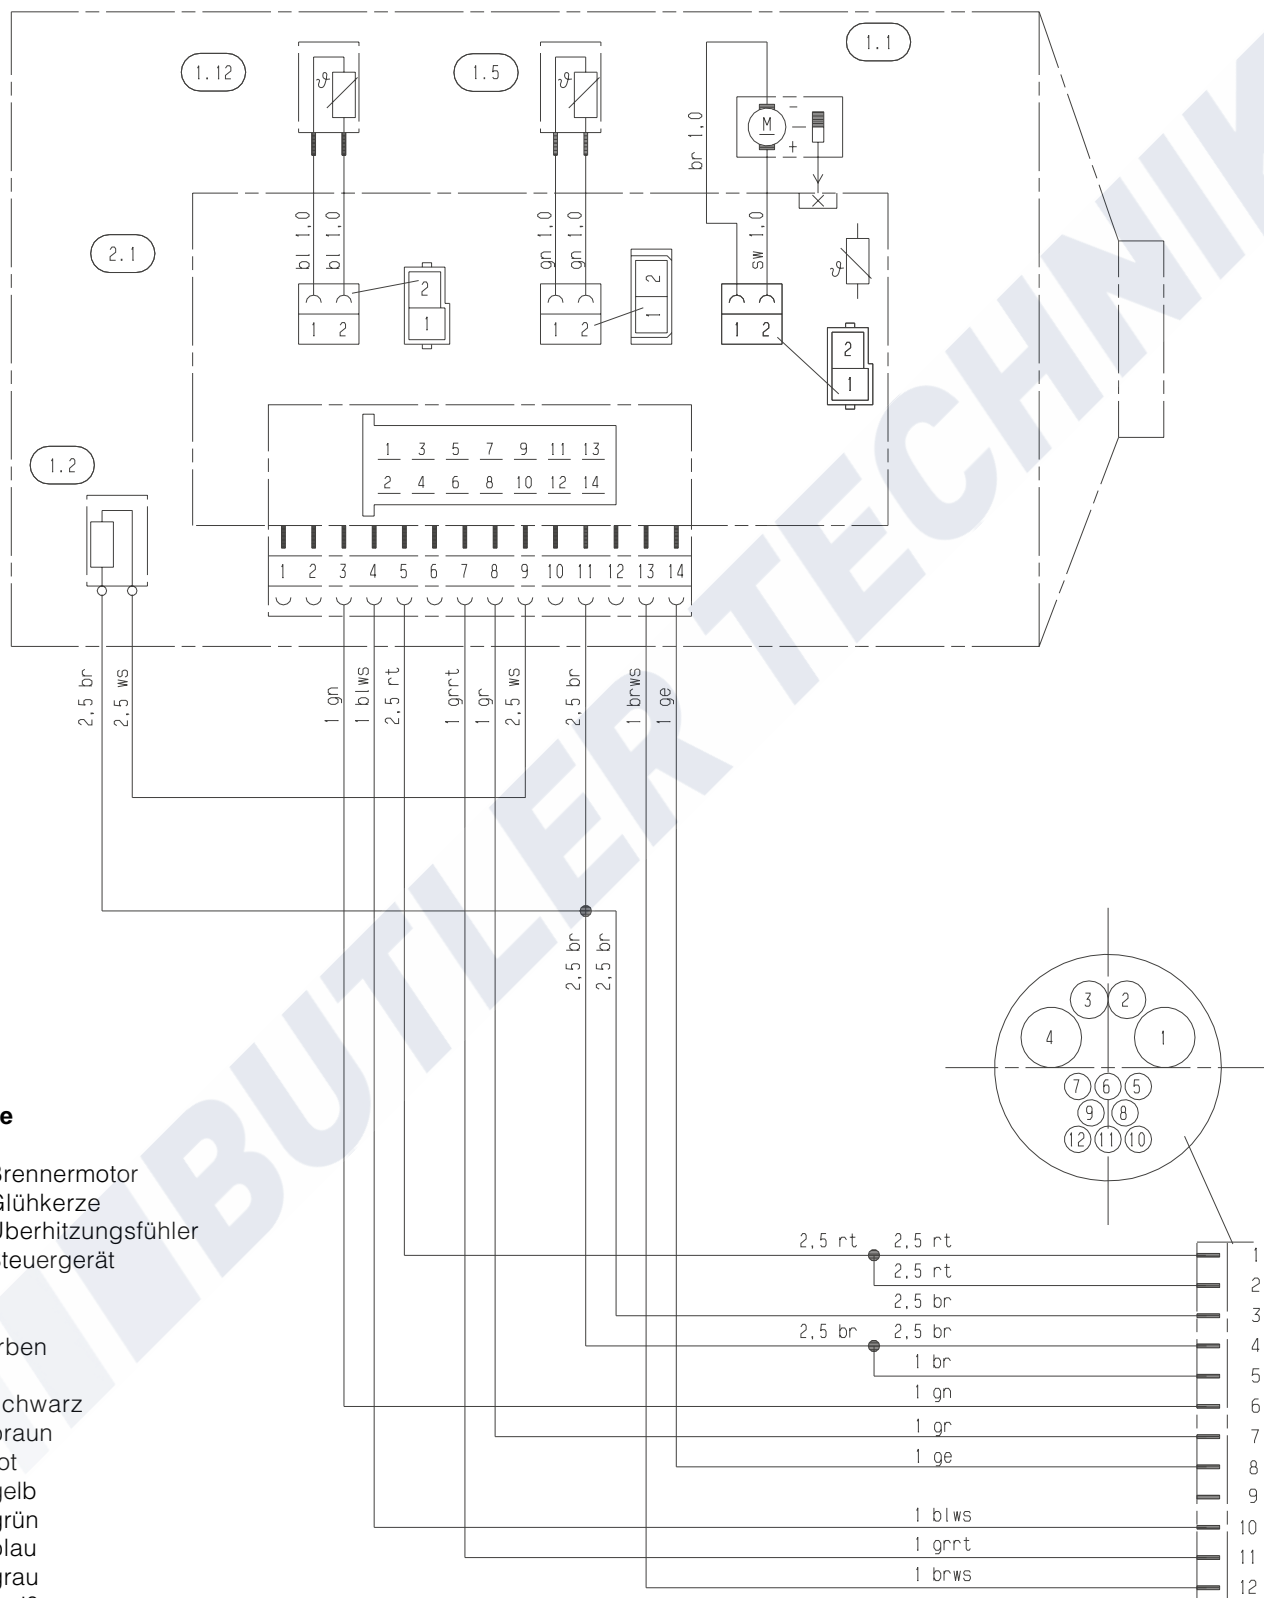 1.12
1.5
1.1
M
-
+
br 1,0
2.1
bl 1,0
bl 1,0
gn 1,0
gn 1,0
sw 1,0
1 2
2
1
1 2
2
1
1 2
2
1
1.2
1 3 5 7 9 11 13
2 4 6 8 10 12 14
1 2 3 4 5 6 7 8 9 10 11 12 13 14
2,5 br
2,5 ws
1 gn
1 blws
2,5 rt
1 grrt
1 gr
2,5 ws
2,5 br
1 brws
1 ge
2,5 br
2,5 br
3 2
4 1
7 6 5
9 8
12 11 10
e
Brennermotor
Glühkerze
Überhitzungsfühler
Steuergerät
rben
chwarz
braun
ot
gelb
grün
blau
grau
2,5 rt 2,5 rt 1
2,5 rt 2
2,5 br 3
2,5 br 2,5 br 4
1 br 5
1 gn 6
1 gr 7
1 ge 8
9
1 blws 10
1 grrt 11
1 brws 12
BUTLER TECHNIK